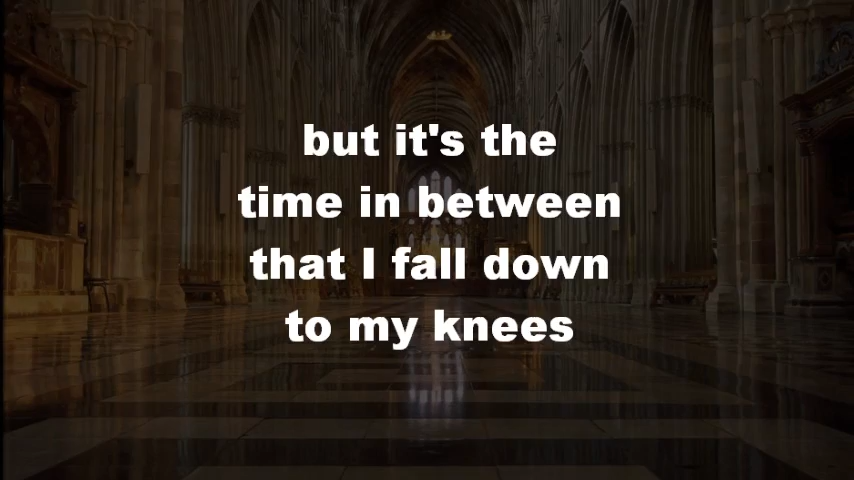 but it's the
time in between
that I fall down
to my knees